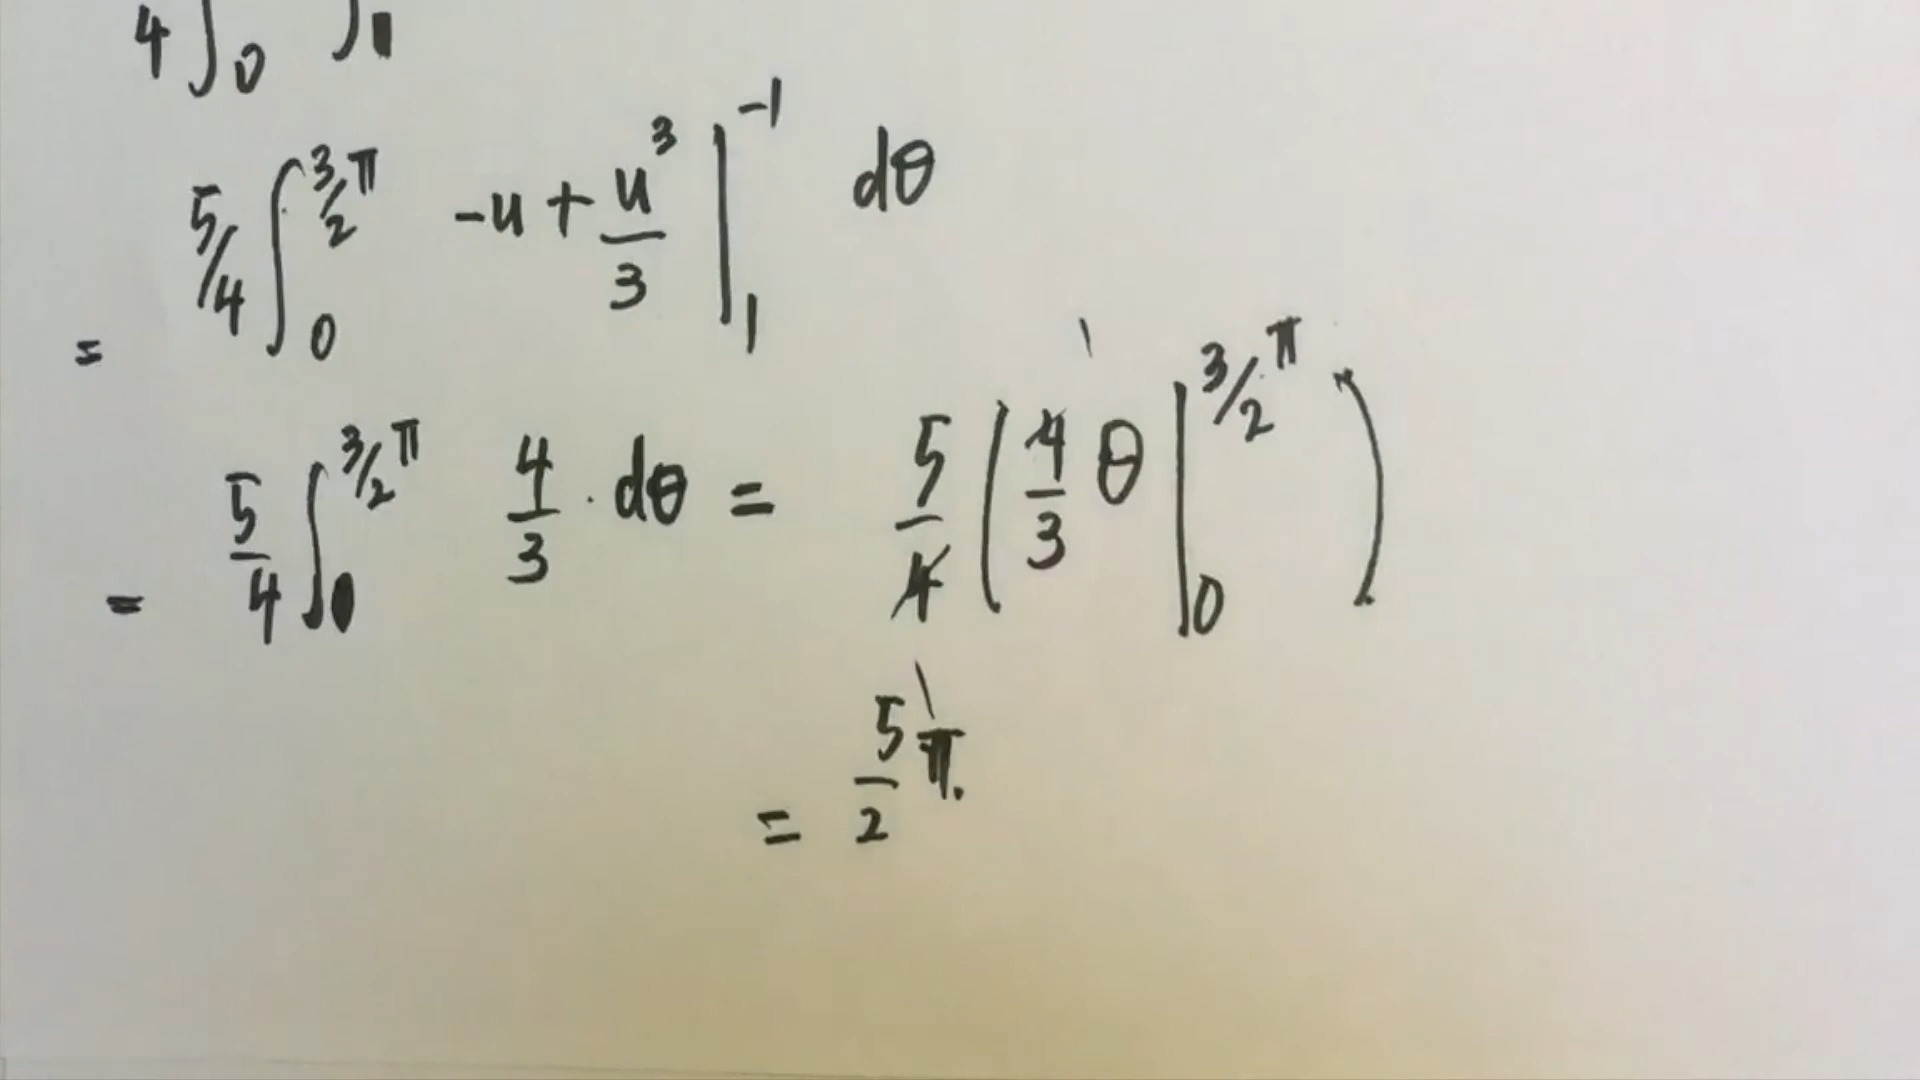 4 ∫₀ ∫
= 5/4 ∫₀^{3/2 π} -u + u³/3 |₁^{-1} dθ
= 5/4 ∫₀^{3/2 π} 4/3 · dθ = 5/4 ( 4/3 θ |₀^{3/2 π} )
= 5/2 π.